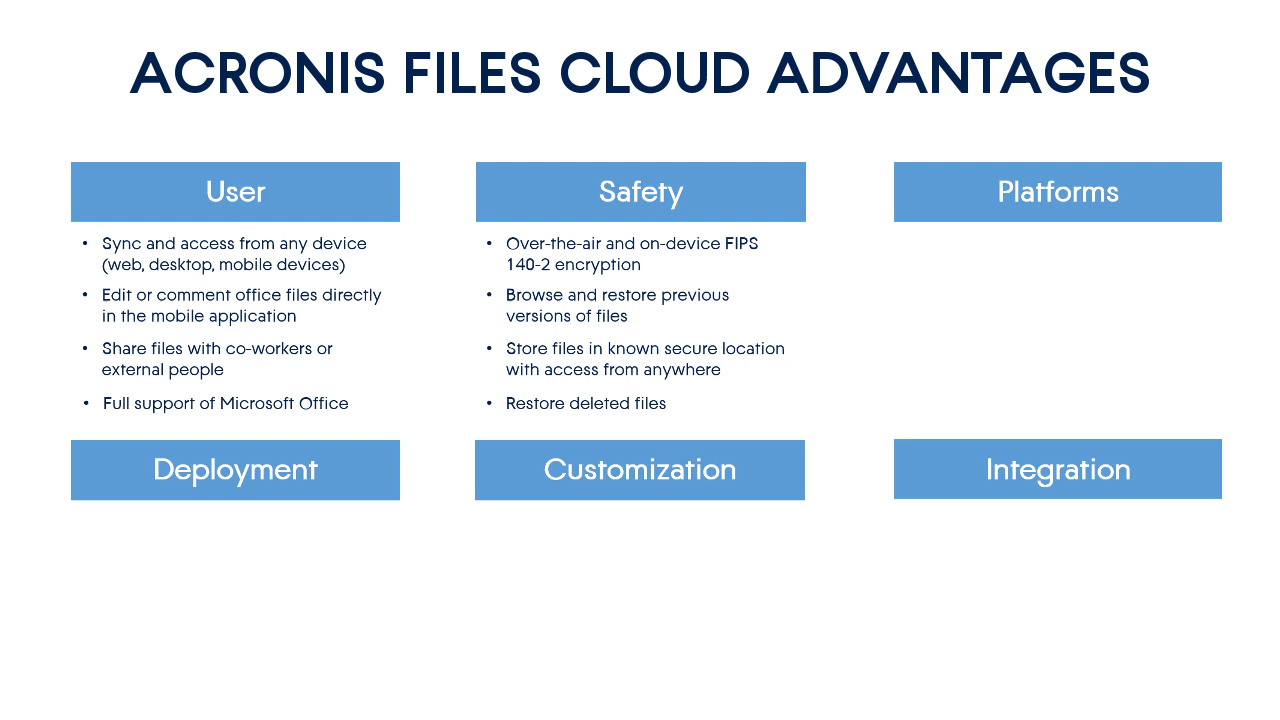 ACRONIS FILES CLOUD ADVANTAGES
User
• Sync and access from any device
(web, desktop, mobile devices)
• Edit or comment office files directly
in the mobile application
• Share files with co-workers or
external people
• Full support of Microsoft Office
Safety
• Over-the-air and on-device FIPS
140-2 encryption
• Browse and restore previous
versions of files
• Store files in known secure location
with access from anywhere
• Restore deleted files
Platforms
Deployment
Customization
Integration